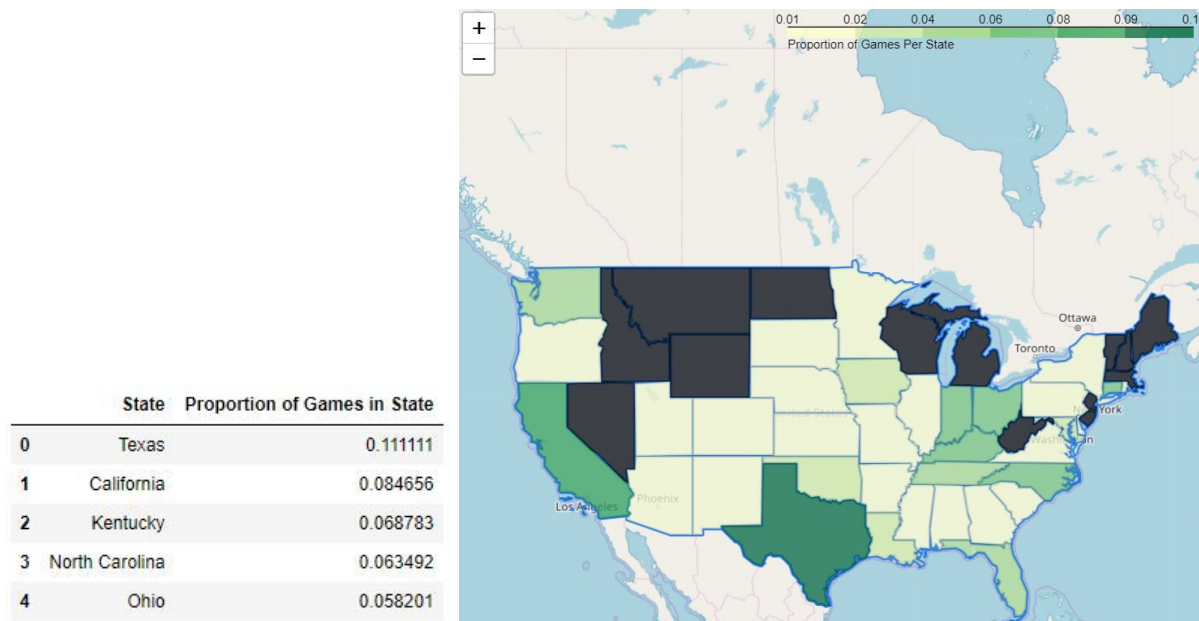 State Proportion of Games in State
0 Texas 0.111111
1 California 0.084656
2 Kentucky 0.068783
3 North Carolina 0.063492
4 Ohio 0.058201
+
−
0.01 0.02 0.04 0.06 0.08 0.09 0.1
Proportion of Games Per State
Ottawa
Toronto
United States
New York
Washington
Los Angeles
Phoenix